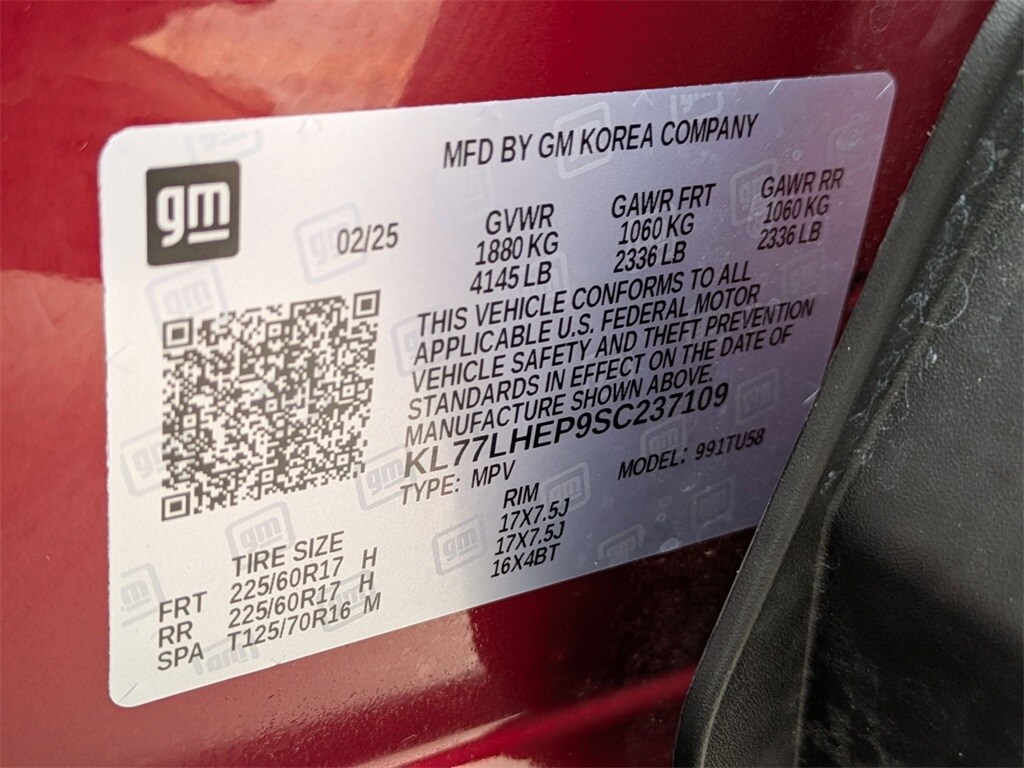 MFD BY GM KOREA COMPANY
gm
02/25
GVWR GAWR FRT GAWR RR
1880 KG 1060 KG 1060 KG
4145 LB 2336 LB 2336 LB
THIS VEHICLE CONFORMS TO ALL
APPLICABLE U.S. FEDERAL MOTOR
VEHICLE SAFETY AND THEFT PREVENTION
STANDARDS IN EFFECT ON THE DATE OF
MANUFACTURE SHOWN ABOVE.
KL77LHEP9SC237109
TYPE: MPV MODEL: 991TU58
TIRE SIZE RIM
FRT 225/60R17 H 17X7.5J
RR 225/60R17 H 17X7.5J
SPA T125/70R16 M 16X4BT